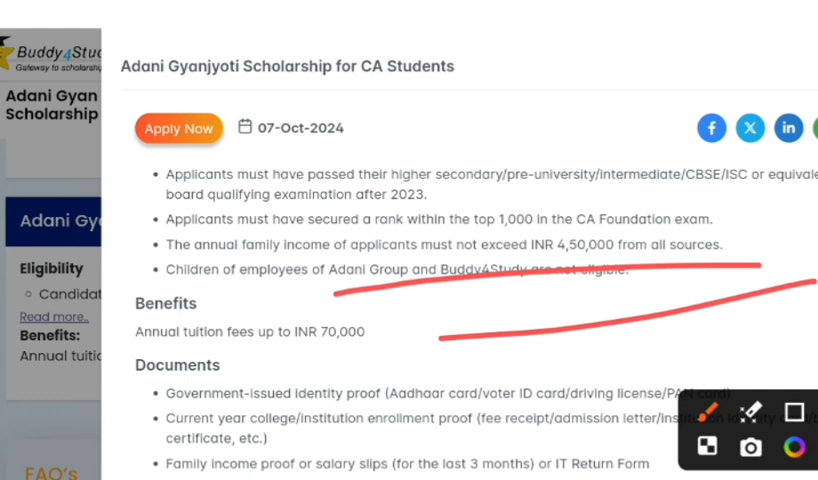 Buddy4Stud
Gateway to scholarship
Adani Gyan
Scholarship
Adani Gy
Eligibility
Candidat
Read more..
Benefits:
Annual tuitio
FAQ's
Adani Gyanjyoti Scholarship for CA Students
Apply Now
07-Oct-2024
• Applicants must have passed their higher secondary/pre-university/intermediate/CBSE/ISC or equivale
board qualifying examination after 2023.
• Applicants must have secured a rank within the top 1,000 in the CA Foundation exam.
• The annual family income of applicants must not exceed INR 4,50,000 from all sources.
• Children of employees of Adani Group and Buddy4Study are not eligible.
Benefits
Annual tuition fees up to INR 70,000
Documents
• Government-issued identity proof (Aadhaar card/voter ID card/driving license/PAN card)
• Current year college/institution enrollment proof (fee receipt/admission letter/institution identity
certificate, etc.)
• Family income proof or salary slips (for the last 3 months) or IT Return Form